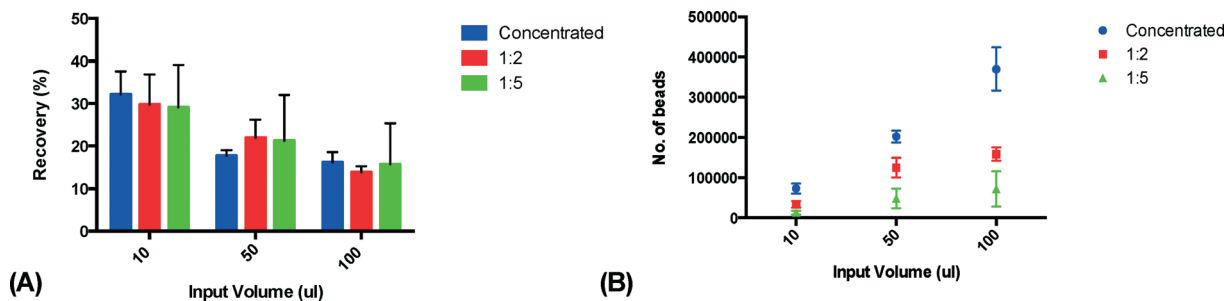 50
40
30
20
10
0
Recovery (%)
10
50
100
Input Volume (ul)
Concentrated
1:2
1:5
(A)
500000
400000
300000
200000
100000
0
No. of beads
10
50
100
Input Volume (ul)
Concentrated
1:2
1:5
(B)